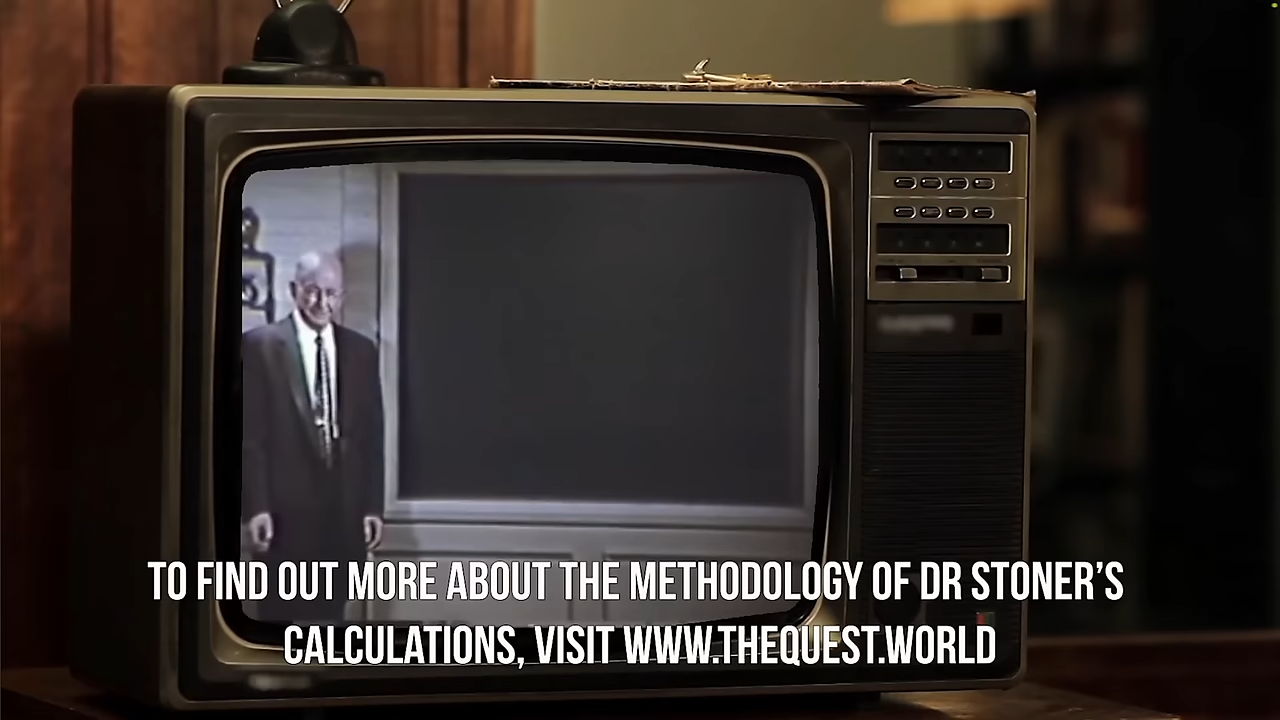 TO FIND OUT MORE ABOUT THE METHODOLOGY OF DR STONER’S
CALCULATIONS, VISIT WWW.THEQUEST.WORLD